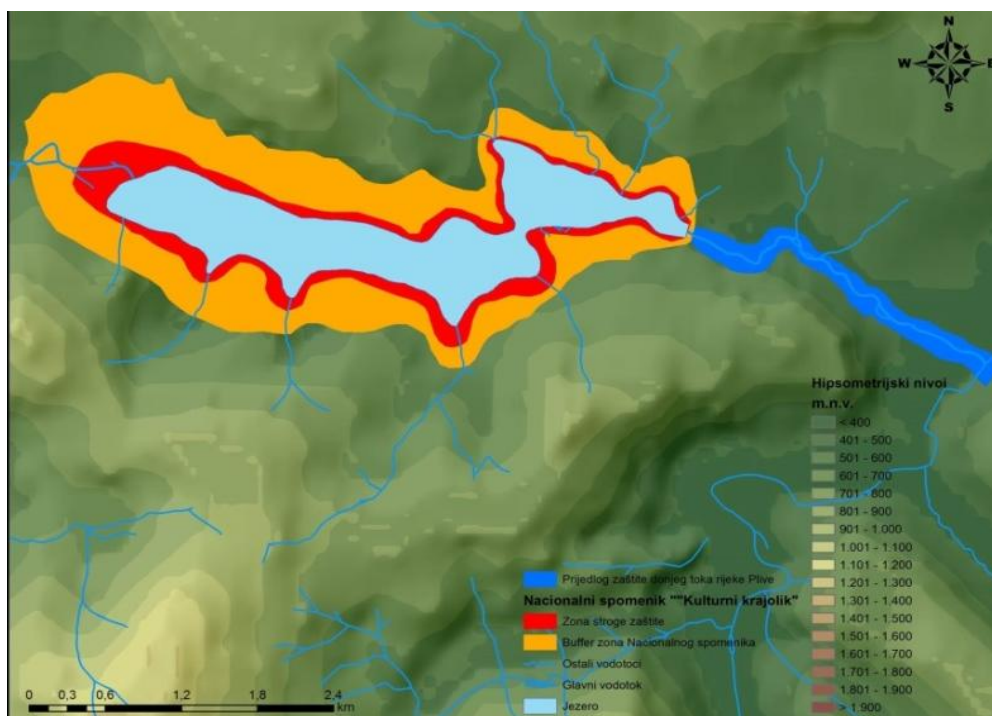 N
W E
S
Hipsometrijski nivoi
m.n.v.
< 400
401 - 500
501 - 600
601 - 700
701 - 800
801 - 900
901 - 1.000
1.001 - 1.100
1.101 - 1.200
1.201 - 1.300
1.301 - 1.400
1.401 - 1.500
1.501 - 1.600
1.601 - 1.700
1.701 - 1.800
1.801 - 1.900
> 1.900
Prijedlog zaštite donjeg toka rijeke Plive
Nacionalni spomenik ""Kulturni krajolik"
Zona stroge zaštite
Buffer zona Nacionalnog spomenika
Ostali vodotoci
Glavni vodotok
Jezero
0 0,3 0,6 1,2 1,8 2,4
km